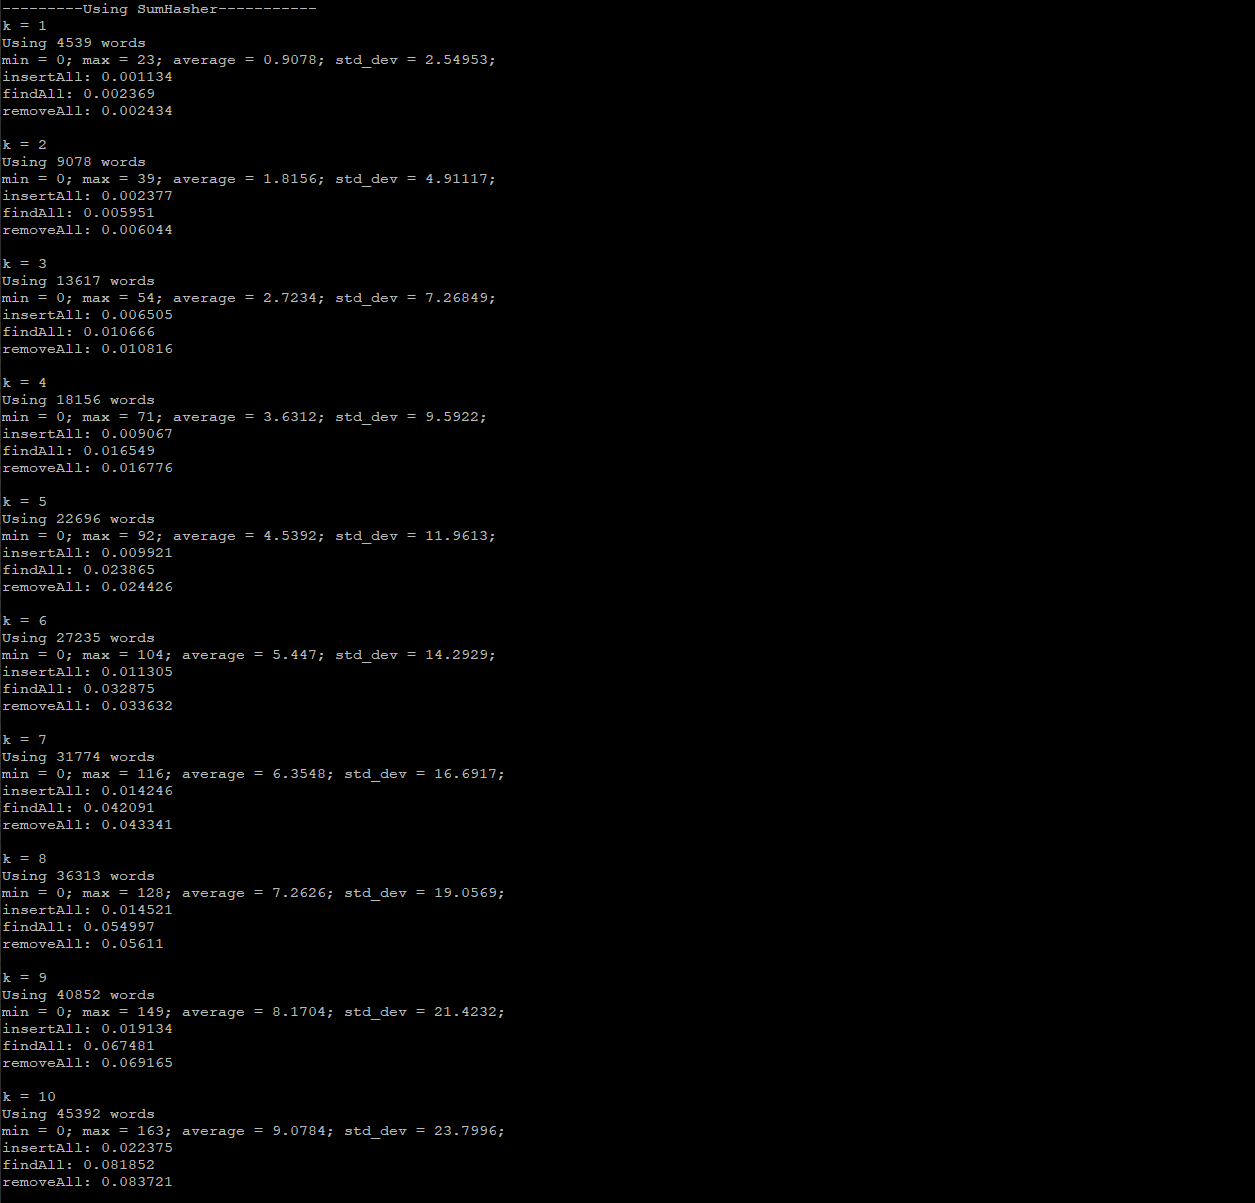 ---------Using SumHasher-----------
k = 1
Using 4539 words
min = 0; max = 23; average = 0.9078; std_dev = 2.54953;
insertAll: 0.001134
findAll: 0.002369
removeAll: 0.002434

k = 2
Using 9078 words
min = 0; max = 39; average = 1.8156; std_dev = 4.91117;
insertAll: 0.002377
findAll: 0.005951
removeAll: 0.006044

k = 3
Using 13617 words
min = 0; max = 54; average = 2.7234; std_dev = 7.26849;
insertAll: 0.006505
findAll: 0.010666
removeAll: 0.010816

k = 4
Using 18156 words
min = 0; max = 71; average = 3.6312; std_dev = 9.5922;
insertAll: 0.009067
findAll: 0.016549
removeAll: 0.016776

k = 5
Using 22696 words
min = 0; max = 92; average = 4.5392; std_dev = 11.9613;
insertAll: 0.009921
findAll: 0.023865
removeAll: 0.024426

k = 6
Using 27235 words
min = 0; max = 104; average = 5.447; std_dev = 14.2929;
insertAll: 0.011305
findAll: 0.032875
removeAll: 0.033632

k = 7
Using 31774 words
min = 0; max = 116; average = 6.3548; std_dev = 16.6917;
insertAll: 0.014246
findAll: 0.042091
removeAll: 0.043341

k = 8
Using 36313 words
min = 0; max = 128; average = 7.2626; std_dev = 19.0569;
insertAll: 0.014521
findAll: 0.054997
removeAll: 0.05611

k = 9
Using 40852 words
min = 0; max = 149; average = 8.1704; std_dev = 21.4232;
insertAll: 0.019134
findAll: 0.067481
removeAll: 0.069165

k = 10
Using 45392 words
min = 0; max = 163; average = 9.0784; std_dev = 23.7996;
insertAll: 0.022375
findAll: 0.081852
removeAll: 0.083721